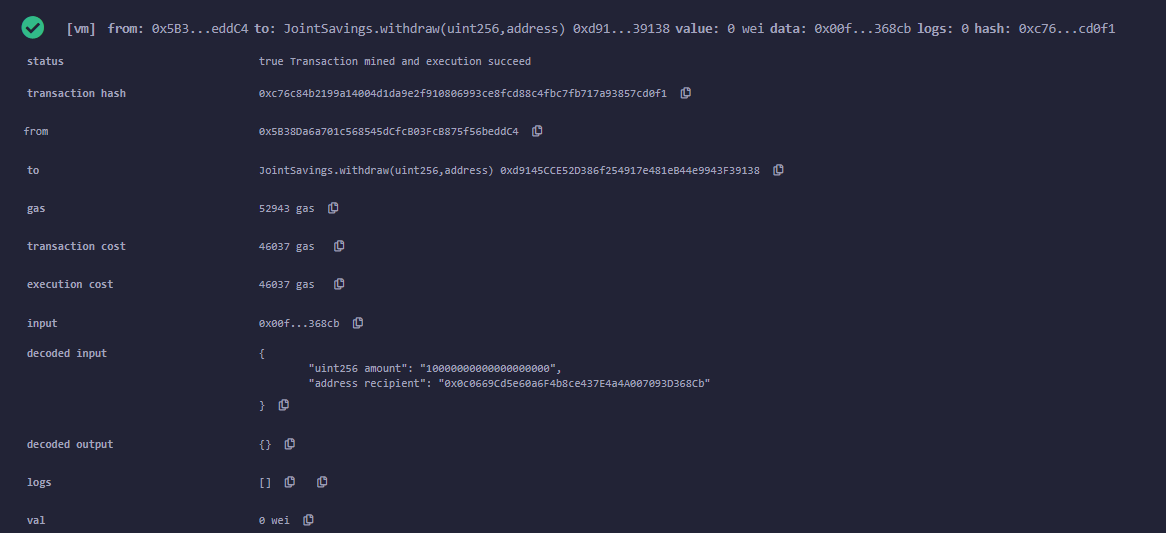 [vm] from: 0x5B3...eddC4 to: JointSavings.withdraw(uint256,address) 0xd91...39138 value: 0 wei data: 0x00f...368cb logs: 0 hash: 0xc76...cd0f1
status true Transaction mined and execution succeed
transaction hash 0xc76c84b2199a14004d1da9e2f910806993ce8fcd88c4fbc7fb717a93857cd0f1
from 0x5B38Da6a701c568545dCfcB03FcB875f56beddC4
to JointSavings.withdraw(uint256,address) 0xd9145CCE52D386f254917e481eB44e9943F39138
gas 52943 gas
transaction cost 46037 gas
execution cost 46037 gas
input 0x00f...368cb
decoded input {
"uint256 amount": "10000000000000000000",
"address recipient": "0x0c0669Cd5e60a6F4b8ce437E4a4A007093D368Cb"
}
decoded output {}
logs []
val 0 wei